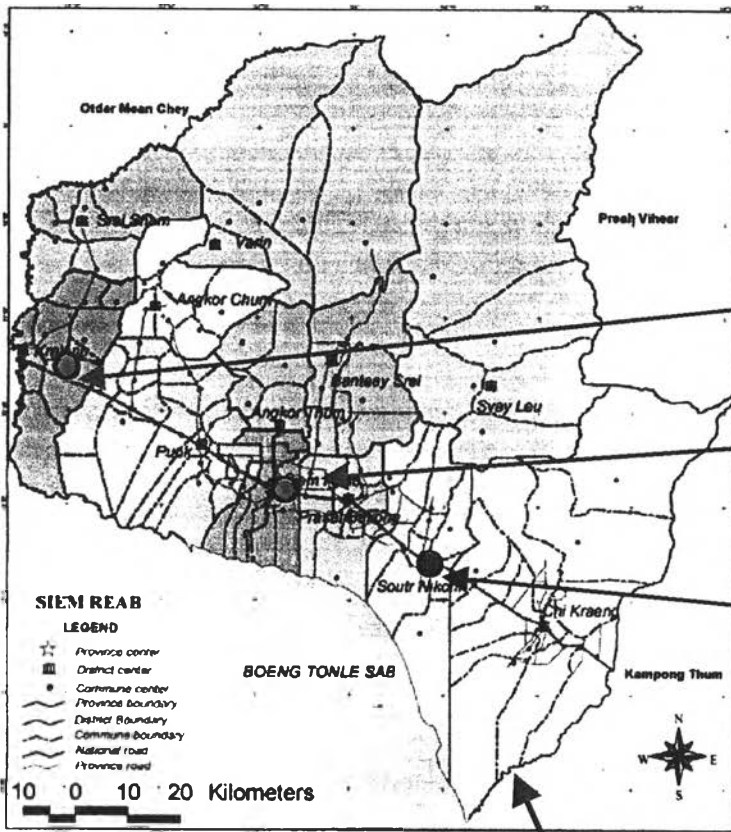 Otdar Mean Chey
Preah Vihear
Srei Snam
Varin
Angkor Chum
Banteay Srei
Svay Leu
Angkor Thum
Puok
Soutr Nikom
Chi Kraeng
SIEM REAB
LEGEND
Province center
District center
Commune center
Province boundary
District Boundary
Commune boundary
National road
Province road
BOENG TONLE SAB
Kampong Thum
N
W E
S
10 0 10 20 Kilometers